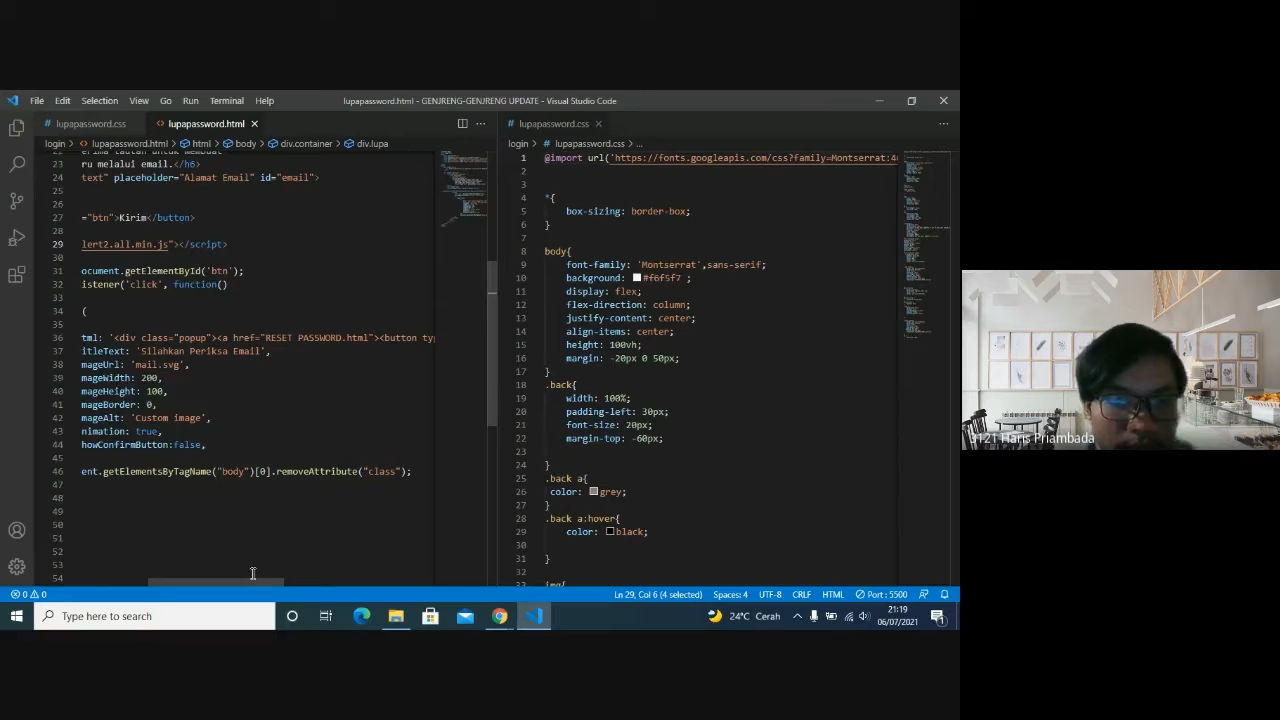 File Edit Selection View Go Run Terminal Help
lupapassword.html - GENJRENG-GENJRENG UPDATE - Visual Studio Code
lupapassword.css
lupapassword.html
login > lupapassword.html > html > body > div.container > div.lupa
23 ru melalui email.</h6>
24 text" placeholder="Alamat Email" id="email">
25
26
27 ="btn">Kirim</button>
28
29 lert2.all.min.js"></script>
30
31 ocument.getElementById('btn');
32 istener('click', function()
33
34 {
35
36 tml: '<div class="popup"><a href="RESET PASSWORD.html"><button typ
37 itleText: 'Silahkan Periksa Email',
38 mageUrl: 'mail.svg',
39 mageWidth: 200,
40 mageHeight: 100,
41 mageBorder: 0,
42 mageAlt: 'Custom image',
43 nimation: true,
44 howConfirmButton:false,
45
46 ent.getElementsByTagName("body")[0].removeAttribute("class");
47
48
49
50
51
52
53
54
lupapassword.css
login > lupapassword.css > ...
1 @import url('https://fonts.googleapis.com/css?family=Montserrat:4
2
3
4 *{
5 box-sizing: border-box;
6 }
7
8 body{
9 font-family: 'Montserrat',sans-serif;
10 background: #f6f5f7 ;
11 display: flex;
12 flex-direction: column;
13 justify-content: center;
14 align-items: center;
15 height: 100vh;
16 margin: -20px 0 50px;
17 }
18 .back{
19 width: 100%;
20 padding-left: 30px;
21 font-size: 20px;
22 margin-top: -60px;
23
24 }
25 .back a{
26 color: grey;
27 }
28 .back a:hover{
29 color: black;
30
31 }
32
33 img{
0 0
Ln 29, Col 6 (4 selected) Spaces: 4 UTF-8 CRLF HTML Port : 5500
Type here to search
24°C Cerah
21:19
06/07/2021
1
3121 Haris Priambada